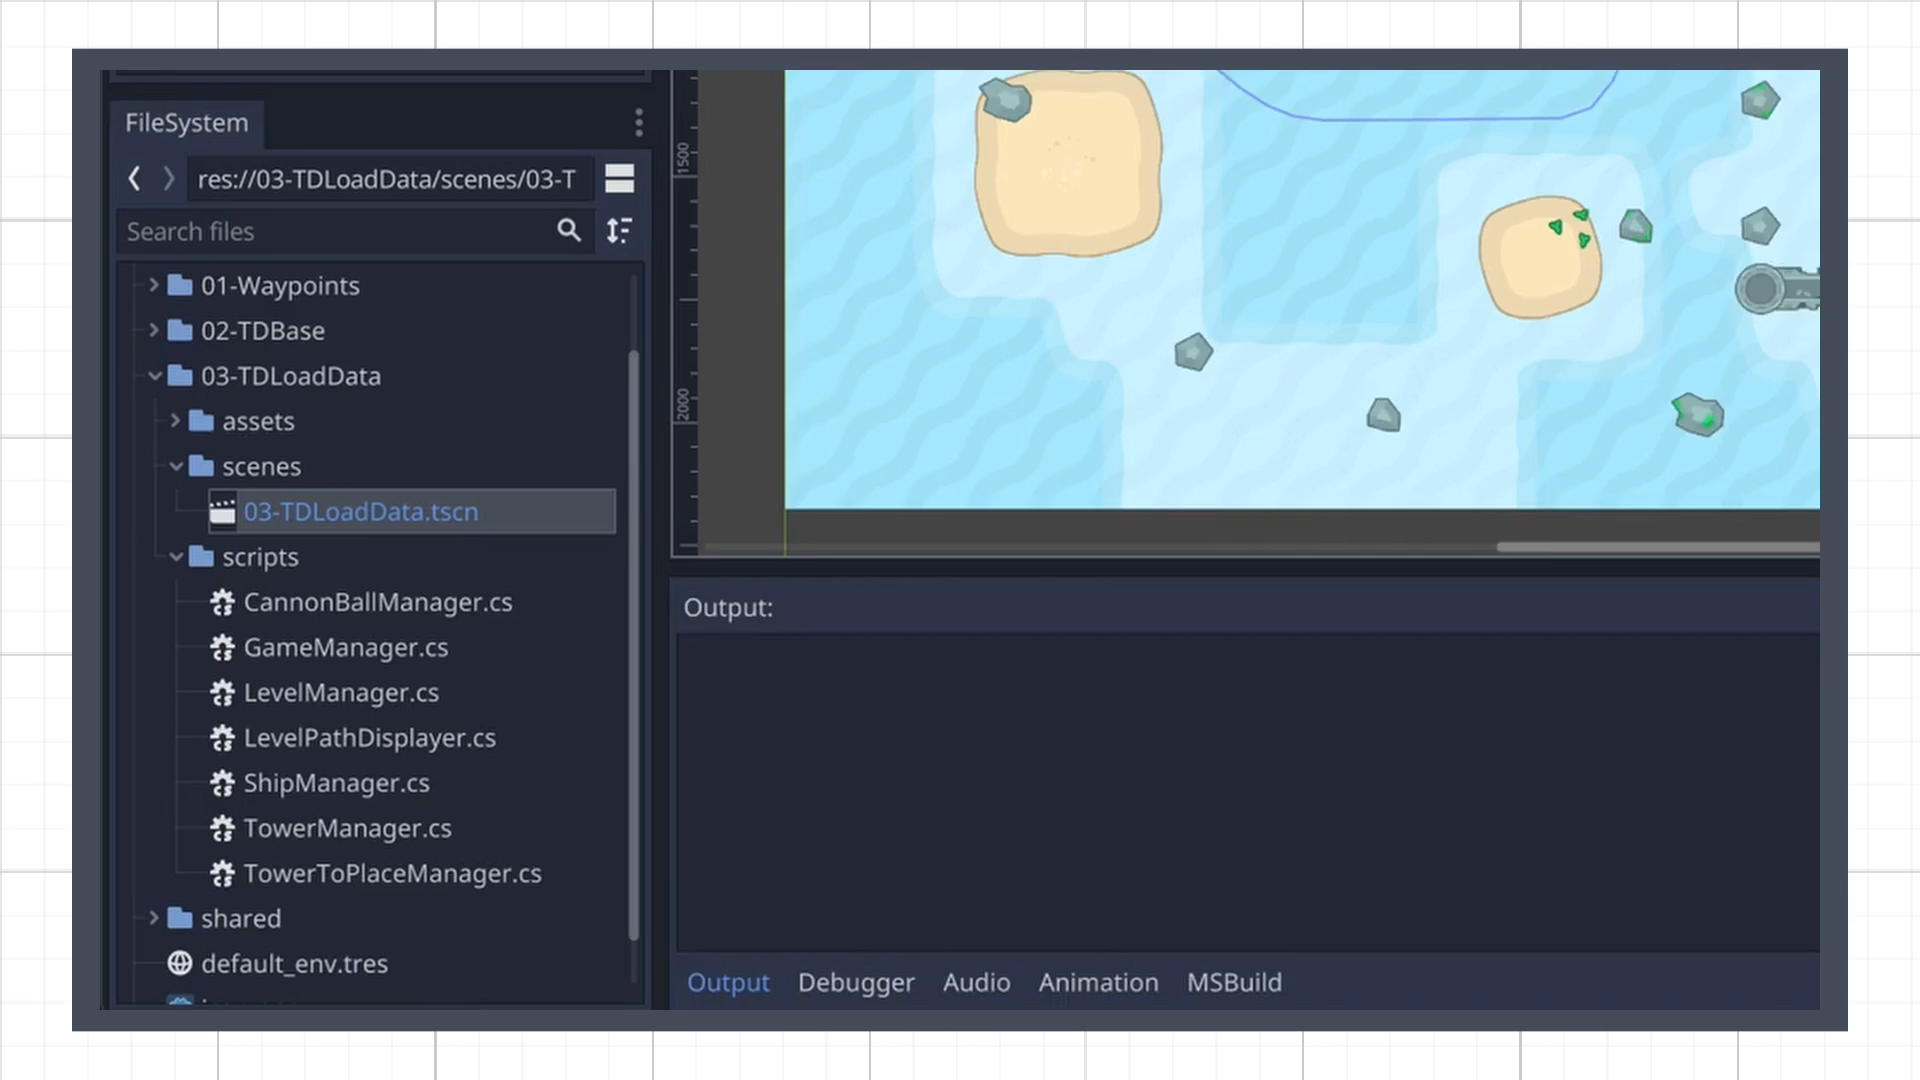 FileSystem
res://03-TDLoadData/scenes/03-T
Search files
01-Waypoints
02-TDBase
03-TDLoadData
assets
scenes
03-TDLoadData.tscn
scripts
CannonBallManager.cs
GameManager.cs
LevelManager.cs
LevelPathDisplayer.cs
ShipManager.cs
TowerManager.cs
TowerToPlaceManager.cs
shared
default_env.tres
1500
2000
Output:
Output Debugger Audio Animation MSBuild